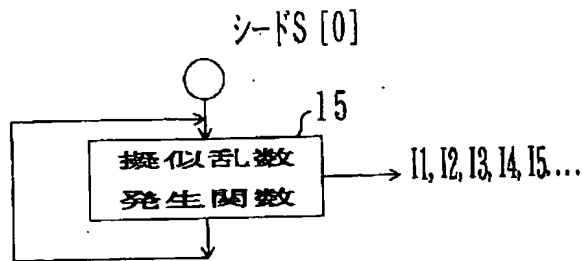 シードS [0]
15
擬似乱数
発生関数
I1, I2, I3, I4, I5. . . .